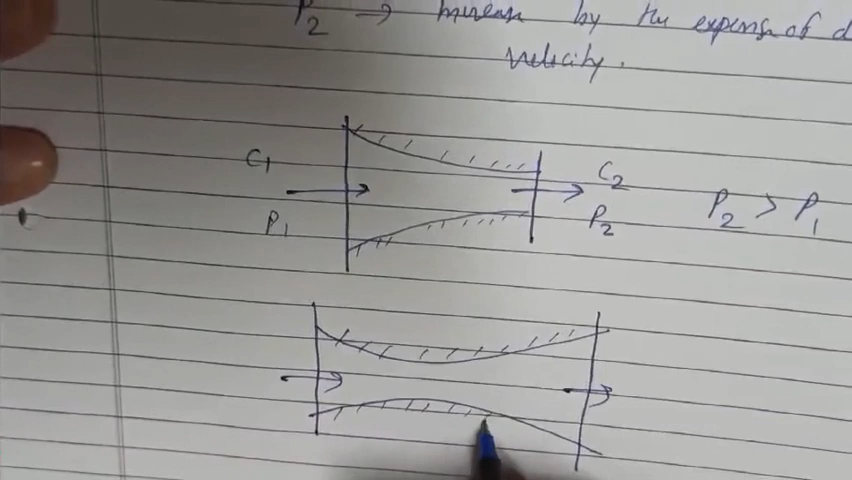 P2 → Increase by the expense of d
velocity.
C1 C2
P1 P2 P2 > P1